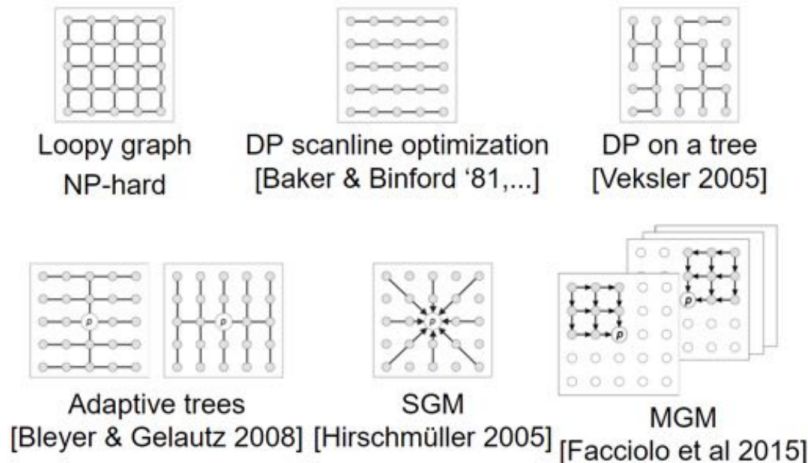 Loopy graph
NP-hard
DP scanline optimization
[Baker & Binford ‘81,...]
DP on a tree
[Veksler 2005]
p
p
p
p
p
Adaptive trees
[Bleyer & Gelautz 2008]
SGM
[Hirschmüller 2005]
MGM
[Facciolo et al 2015]